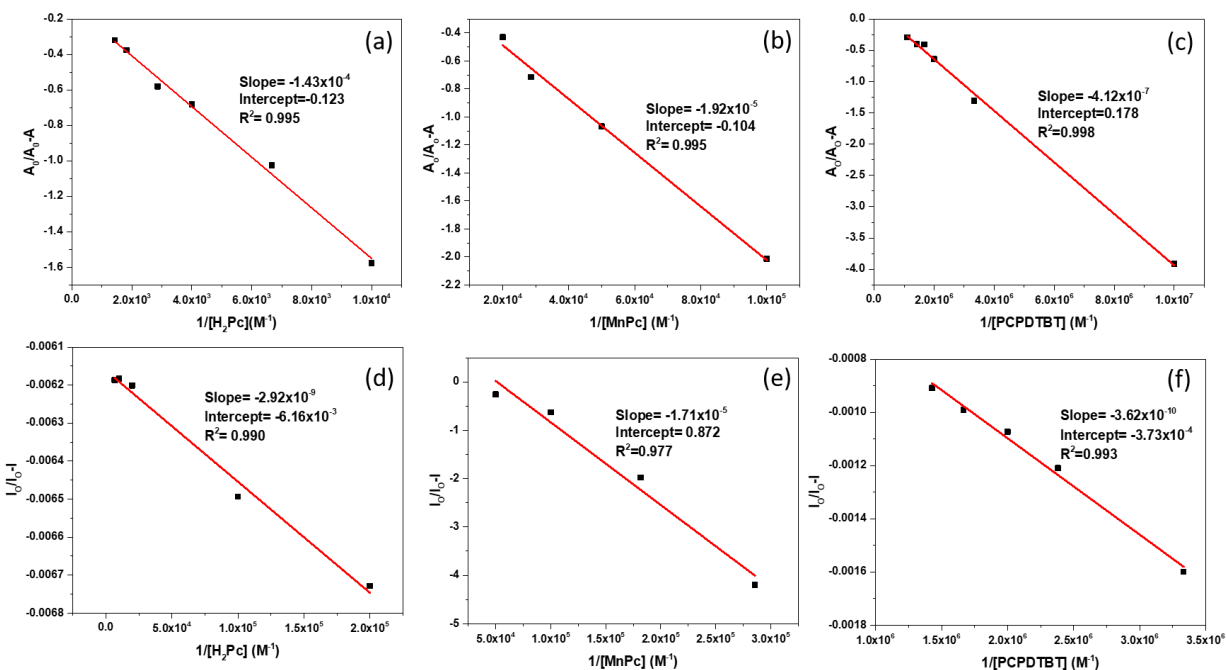 (a)
Slope= -1.43x10⁻⁴
Intercept=-0.123
R²= 0.995
A₀/A₀-A
-0.2
-0.4
-0.6
-0.8
-1.0
-1.2
-1.4
-1.6
0.0 2.0x10³ 4.0x10³ 6.0x10³ 8.0x10³ 1.0x10⁴
1/[H₂Pc](M⁻¹)
(b)
Slope= -1.92x10⁻⁵
Intercept= -0.104
R²= 0.995
A₀/A₀-A
-0.2
-0.4
-0.6
-0.8
-1.0
-1.2
-1.4
-1.6
-1.8
-2.0
-2.2
2.0x10⁴ 4.0x10⁴ 6.0x10⁴ 8.0x10⁴ 1.0x10⁵
1/[MnPc] (M⁻¹)
(c)
Slope= -4.12x10⁻⁷
Intercept=0.178
R²=0.998
A_O/A_O-A
0.0
-0.5
-1.0
-1.5
-2.0
-2.5
-3.0
-3.5
-4.0
0.0 2.0x10⁶ 4.0x10⁶ 6.0x10⁶ 8.0x10⁶ 1.0x10⁷
1/[PCPDTBT] (M⁻¹)
(d)
Slope= -2.92x10⁻⁹
Intercept= -6.16x10⁻³
R²= 0.990
I_O/I_O-I
-0.0061
-0.0062
-0.0063
-0.0064
-0.0065
-0.0066
-0.0067
-0.0068
0.0 5.0x10⁴ 1.0x10⁵ 1.5x10⁵ 2.0x10⁵
1/[H₂Pc] (M⁻¹)
(e)
Slope= -1.71x10⁻⁵
Intercept= 0.872
R²=0.977
I_O/I_O-I
0
-1
-2
-3
-4
-5
5.0x10⁴ 1.0x10⁵ 1.5x10⁵ 2.0x10⁵ 2.5x10⁵ 3.0x10⁵
1/[MnPc] (M⁻¹)
(f)
Slope= -3.62x10⁻¹⁰
Intercept= -3.73x10⁻⁴
R²=0.993
I_O/I_O-I
-0.0008
-0.0010
-0.0012
-0.0014
-0.0016
-0.0018
1.0x10⁶ 1.5x10⁶ 2.0x10⁶ 2.5x10⁶ 3.0x10⁶ 3.5x10⁶
1/[PCPDTBT] (M⁻¹)